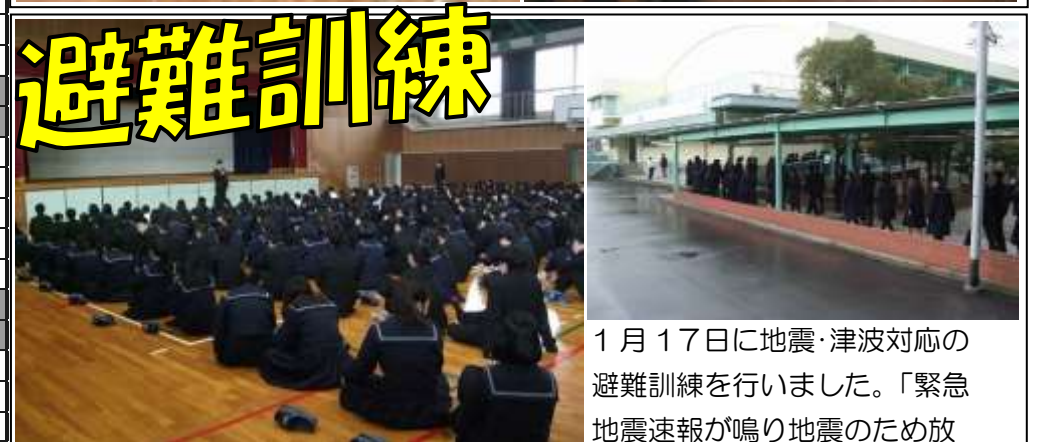 避難訓練
１月１７日に地震・津波対応の
避難訓練を行いました。「緊急
地震速報が鳴り地震のため放